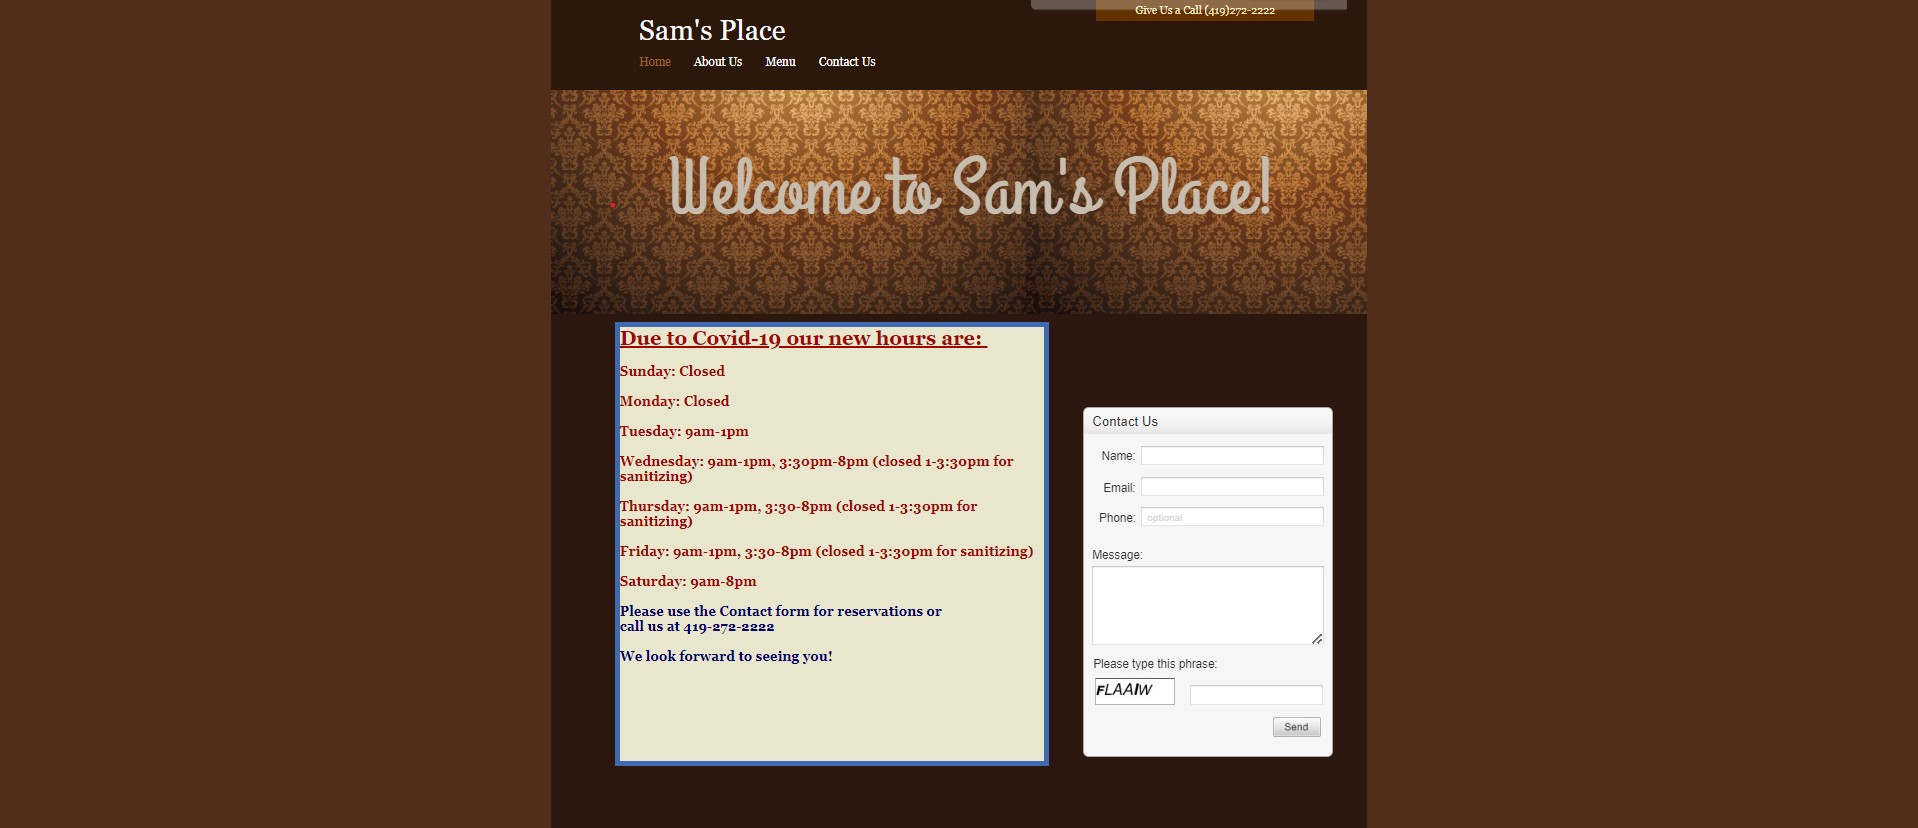 Give Us a Call (419)272-2222
Sam's Place
Home About Us Menu Contact Us
Welcome to Sam's Place!
Due to Covid-19 our new hours are:
Sunday: Closed
Monday: Closed
Tuesday: 9am-1pm
Wednesday: 9am-1pm, 3:30pm-8pm (closed 1-3:30pm for
sanitizing)
Thursday: 9am-1pm, 3:30-8pm (closed 1-3:30pm for
sanitizing)
Friday: 9am-1pm, 3:30-8pm (closed 1-3:30pm for sanitizing)
Saturday: 9am-8pm
Please use the Contact form for reservations or
call us at 419-272-2222
We look forward to seeing you!
Contact Us
Name:
Email:
Phone: optional
Message:
Please type this phrase:
FLAAIW
Send